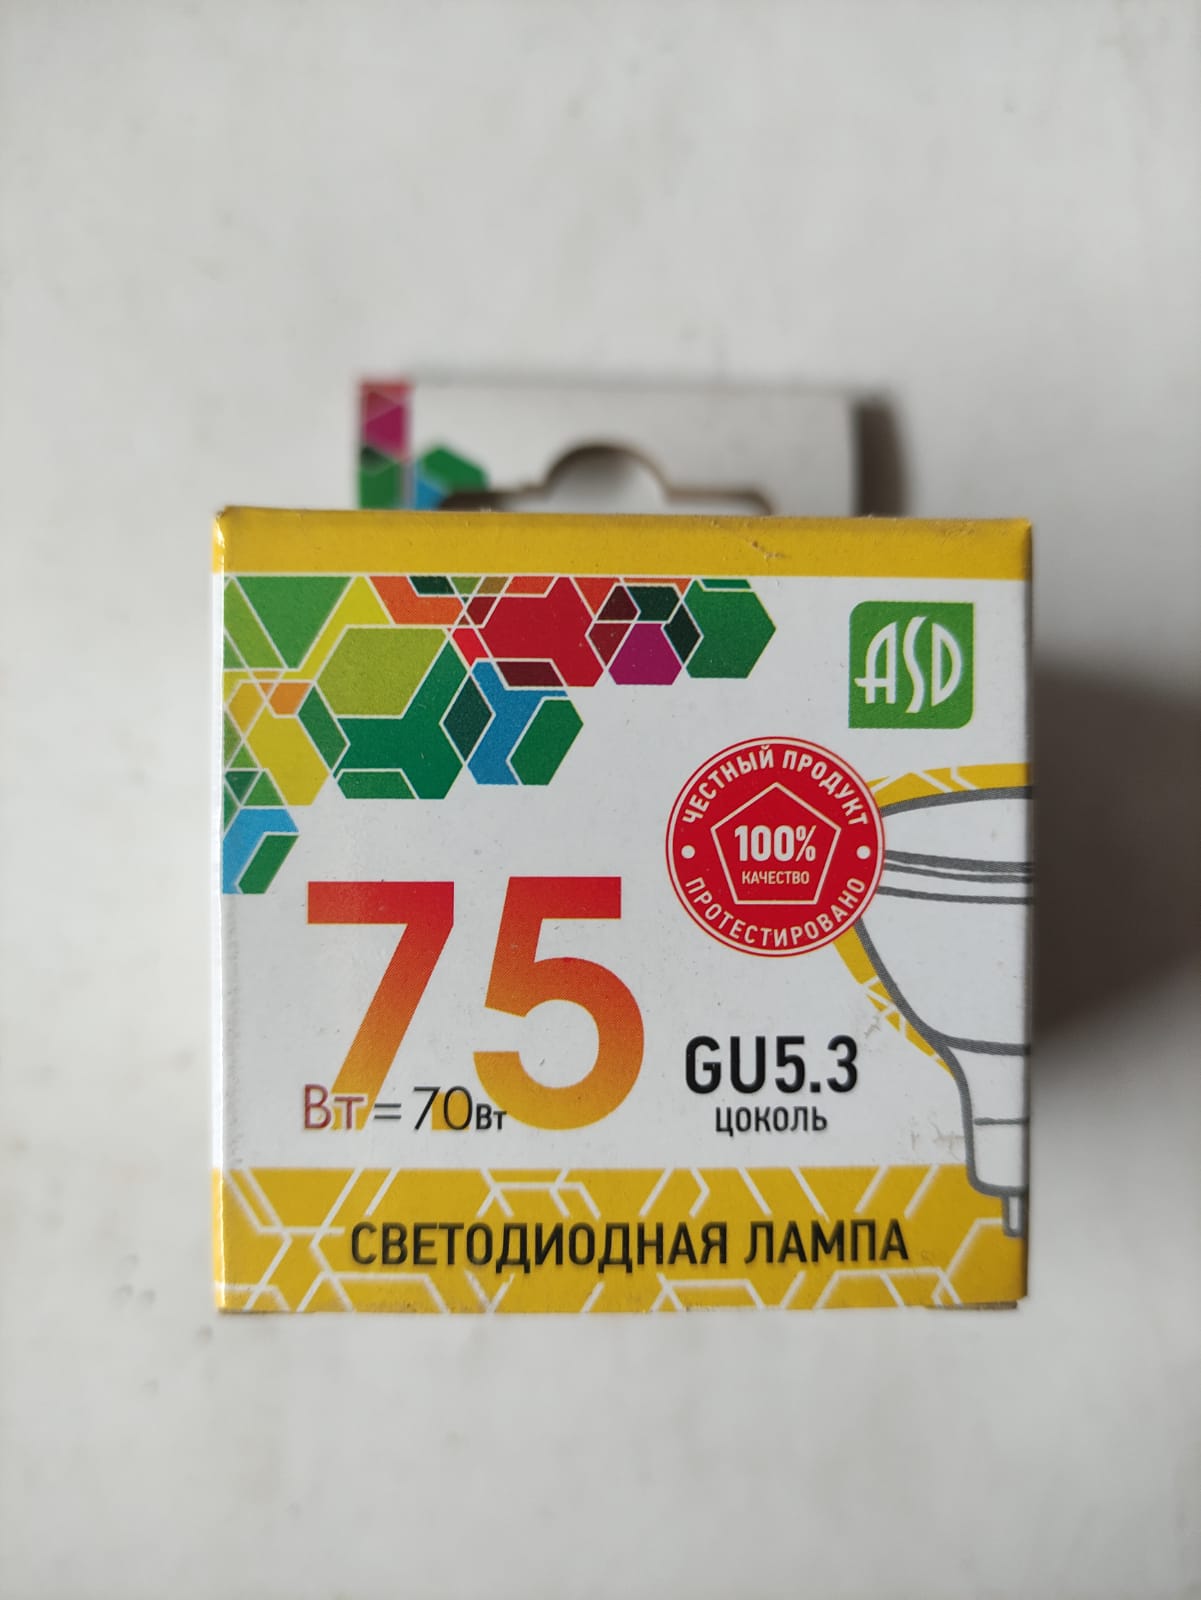 ASD
ЧЕСТНЫЙ ПРОДУКТ
100%
КАЧЕСТВО
ПРОТЕСТИРОВАНО
75
Вт = 70Вт
GU5.3
ЦОКОЛЬ
СВЕТОДИОДНАЯ ЛАМПА